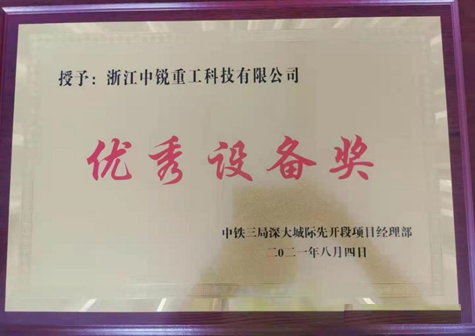 授予：浙江中锐重工科技有限公司
优秀设备奖
中铁三局深大城际先开段项目经理部
二0二一年八月四日